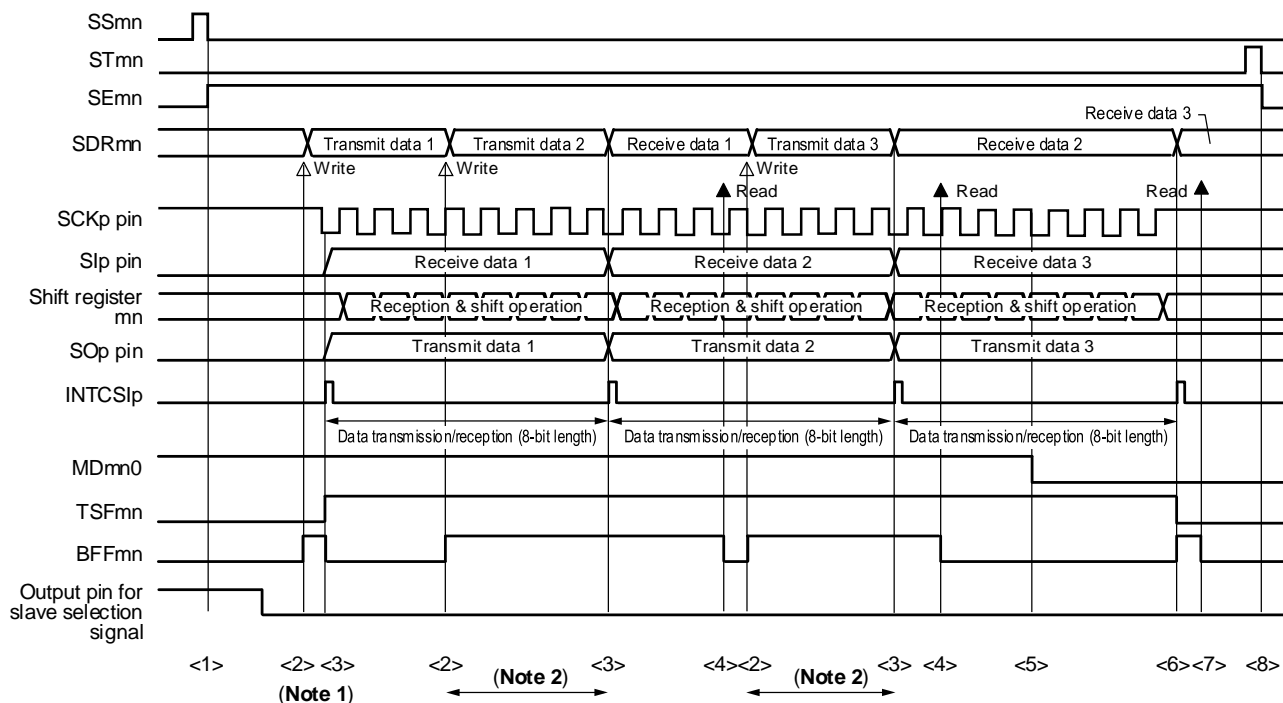 SSmn
STmn
SEmn
Receive data 3
SDRmn
Transmit data 1
Transmit data 2
Receive data 1
Transmit data 3
Receive data 2
Write
Write
Write
Read
Read
Read
SCKp pin
SIp pin
Receive data 1
Receive data 2
Receive data 3
Shift register
mn
Reception & shift operation
Reception & shift operation
Reception & shift operation
SOp pin
Transmit data 1
Transmit data 2
Transmit data 3
INTCSIp
Data transmission/reception (8-bit length)
Data transmission/reception (8-bit length)
Data transmission/reception (8-bit length)
MDmn0
TSFmn
BFFmn
Output pin for
slave selection
signal
<1> <2> <3> <2> <3> <4> <2> <3> <4> <5> <6> <7> <8>
(Note 1) (Note 2) (Note 2)